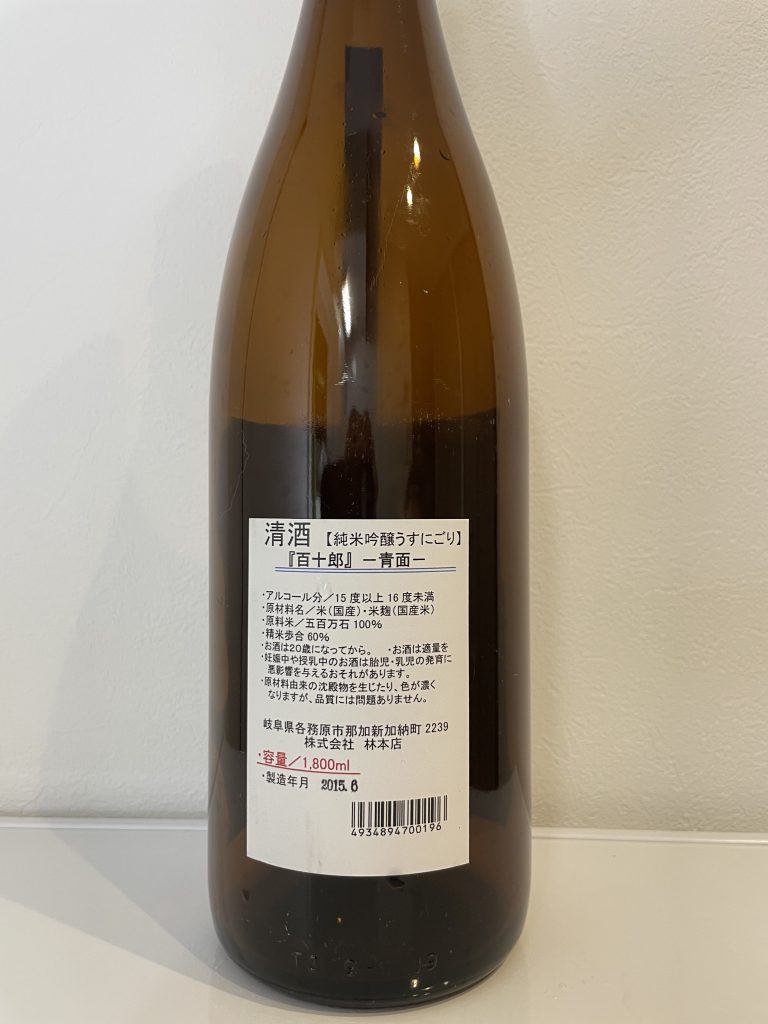 清酒 【純米吟醸うすにごり】
『百十郎』 －青面－
・アルコール分／15度以上16度未満
・原材料名／米（国産）・米麹（国産米）
・原料米／五百万石100%
・精米歩合60%
・お酒は20歳になってから。 ・お酒は適量を
・妊娠中や授乳中のお酒は胎児・乳児の発育に
悪影響を与えるおそれがあります。
・原材料由来の沈殿物を生じたり、色が濃く
なりますが、品質には問題ありません。
岐阜県各務原市那加新加納町2239
株式会社 林本店
・容量／1,800ml
・製造年月 2015.6
4934894700196